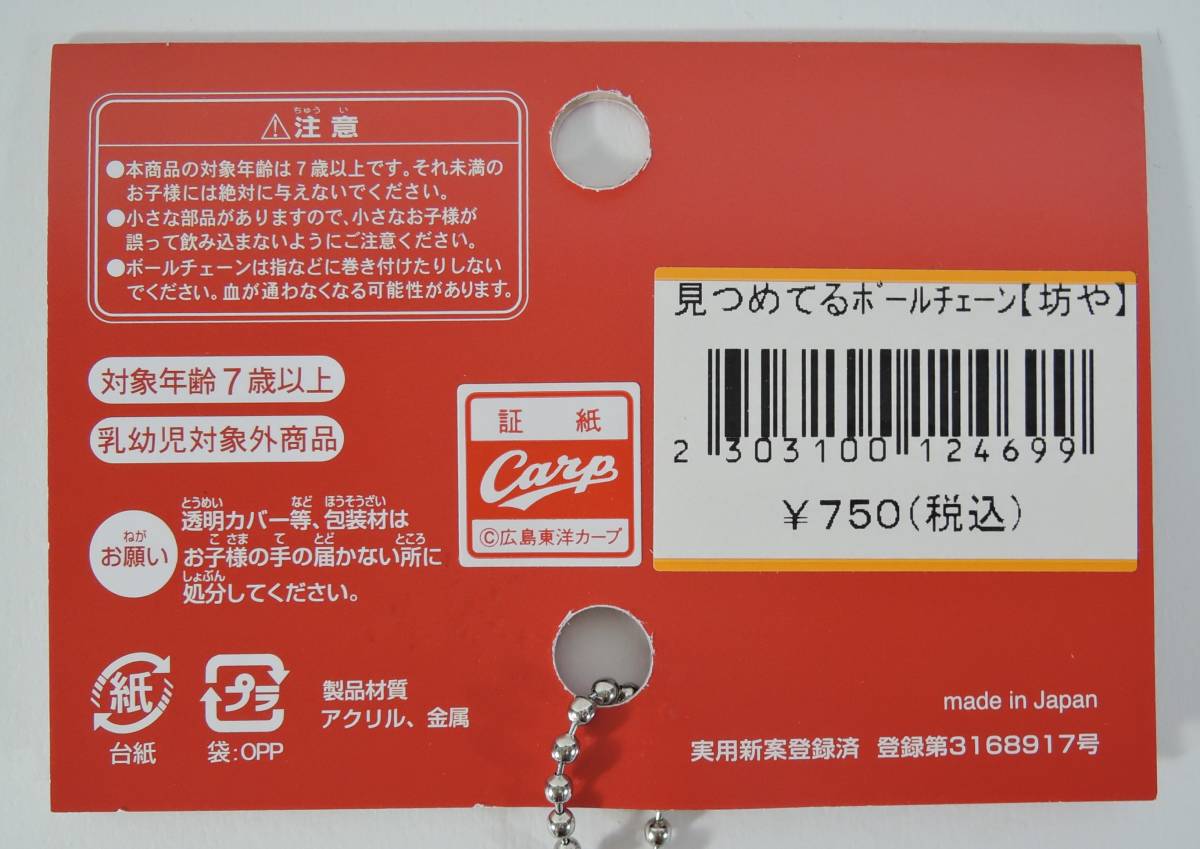 ちゅう い
⚠注意
●本商品の対象年齢は7歳以上です。それ未満の
お子様には絶対に与えないでください。
●小さな部品がありますので、小さなお子様が
誤って飲み込まないようにご注意ください。
●ボールチェーンは指などに巻き付けたりしない
でください。血が通わなくなる可能性があります。
対象年齢7歳以上
乳幼児対象外商品
ねが
お願い
とうめい など ほうそうざい
透明カバー等、包装材は
こ さま て とど ところ
お子様の手の届かない所に
しょぶん
処分してください。
証 紙
Carp
©広島東洋カープ
見つめてるボールチェーン【坊や】
2 303100 124699
¥750(税込)
紙
台紙
プラ
袋:OPP
製品材質
アクリル、金属
made in Japan
実用新案登録済 登録第3168917号